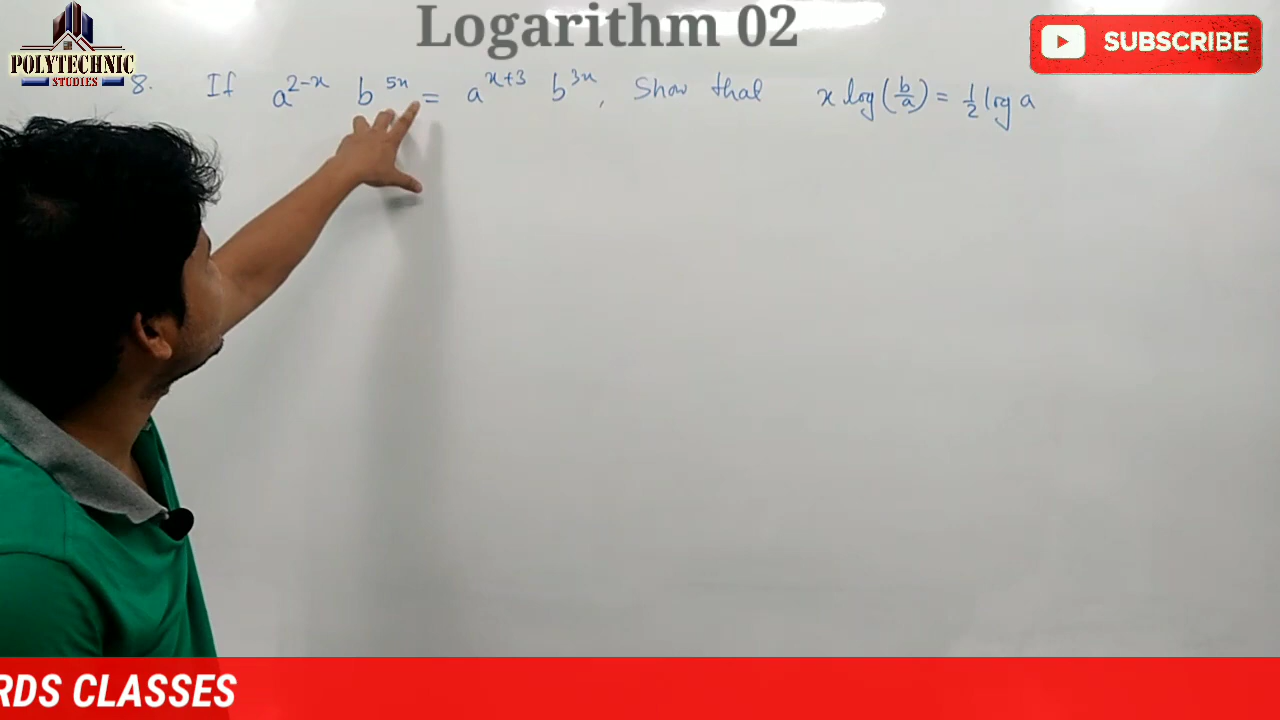 Logarithm 02
POLYTECHNIC
STUDIES
SUBSCRIBE
8. If a^{2-x} b^{5x} = a^{x+3} b^{3x}, Show that x log(b/a) = 1/2 log a
RDS CLASSES